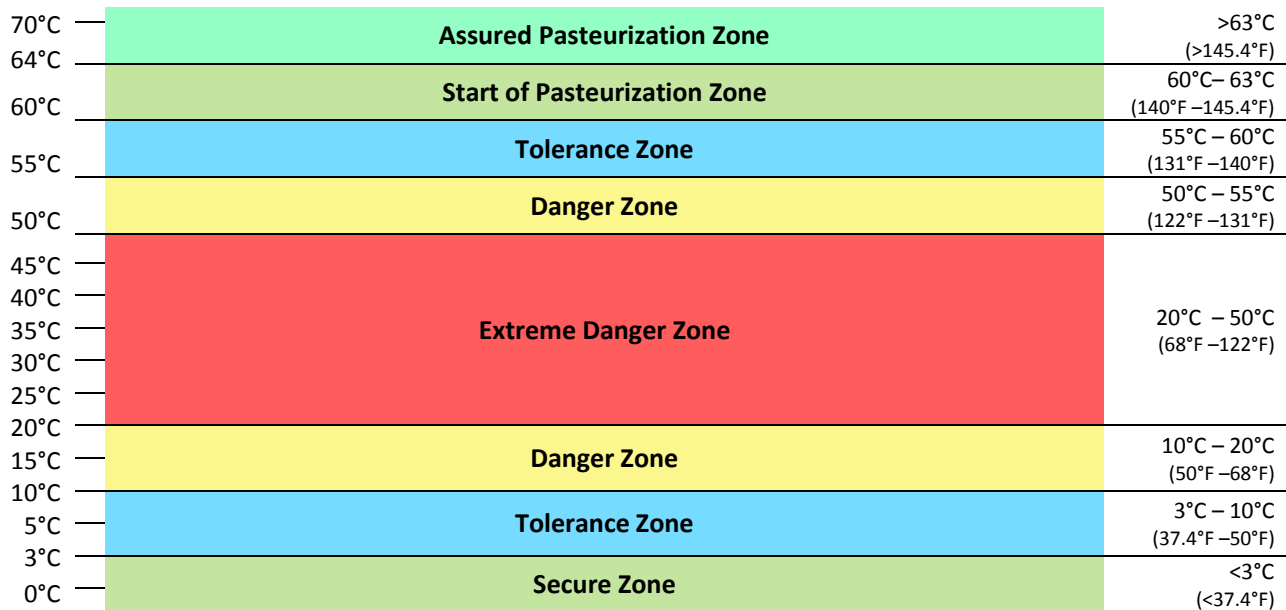 70°C
Assured Pasteurization Zone
>63°C
(>145.4°F)
64°C
Start of Pasteurization Zone
60°C– 63°C
(140°F –145.4°F)
60°C
Tolerance Zone
55°C – 60°C
(131°F –140°F)
55°C
Danger Zone
50°C – 55°C
(122°F –131°F)
50°C
45°C
40°C
35°C
30°C
25°C
Extreme Danger Zone
20°C – 50°C
(68°F –122°F)
20°C
15°C
Danger Zone
10°C – 20°C
(50°F –68°F)
10°C
5°C
Tolerance Zone
3°C – 10°C
(37.4°F –50°F)
3°C
0°C
Secure Zone
<3°C
(<37.4°F)